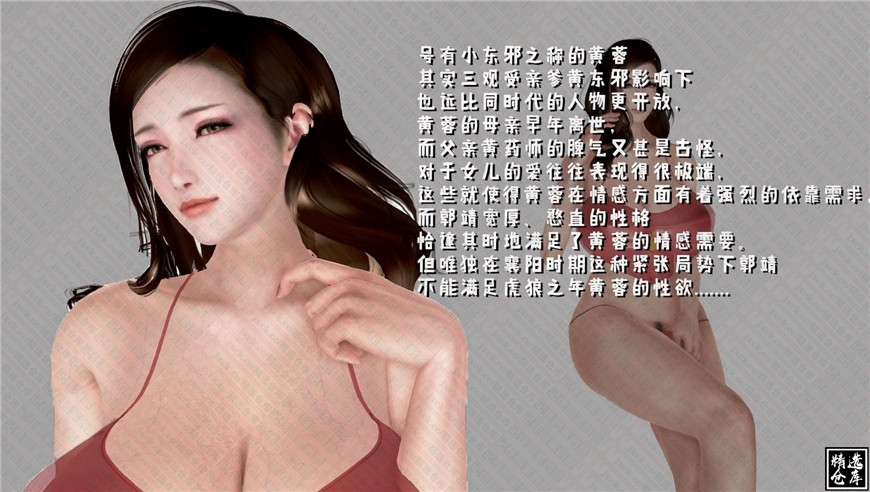 号有小东邪之称的黄蓉
其实三观受亲爹黄东邪影响下
也远比同时代的人物更开放，
黄蓉的母亲早年离世，
而父亲黄药师的脾气又甚是古怪，
对于女儿的爱往往表现得很极端，
这些就使得黄蓉在情感方面有着强烈的依靠需求，
而郭靖宽厚、憨直的性格
恰逢其时地满足了黄蓉的情感需要。
但唯独在襄阳时期这种紧张局势下郭靖
不能满足虎狼之年黄蓉的性欲.......
精选
仓库